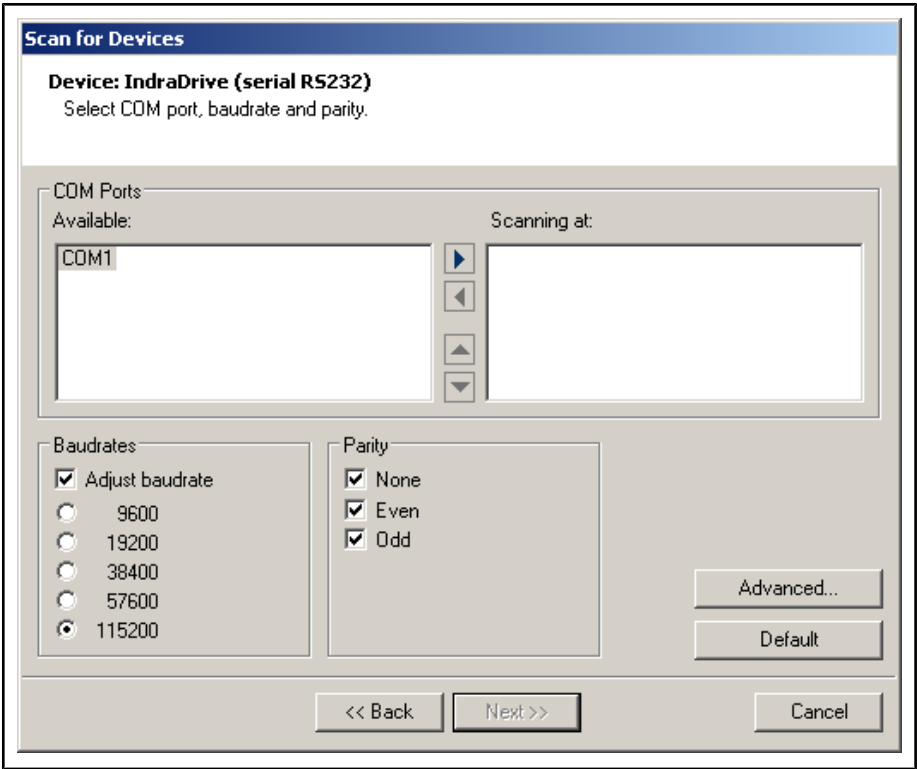 Scan for Devices
Device: IndraDrive (serial RS232)
Select COM port, baudrate and parity.
COM Ports
Available:
Scanning at:
COM1
Baudrates
Adjust baudrate
9600
19200
38400
57600
115200
Parity
None
Even
Odd
Advanced...
Default
<< Back
Next >>
Cancel